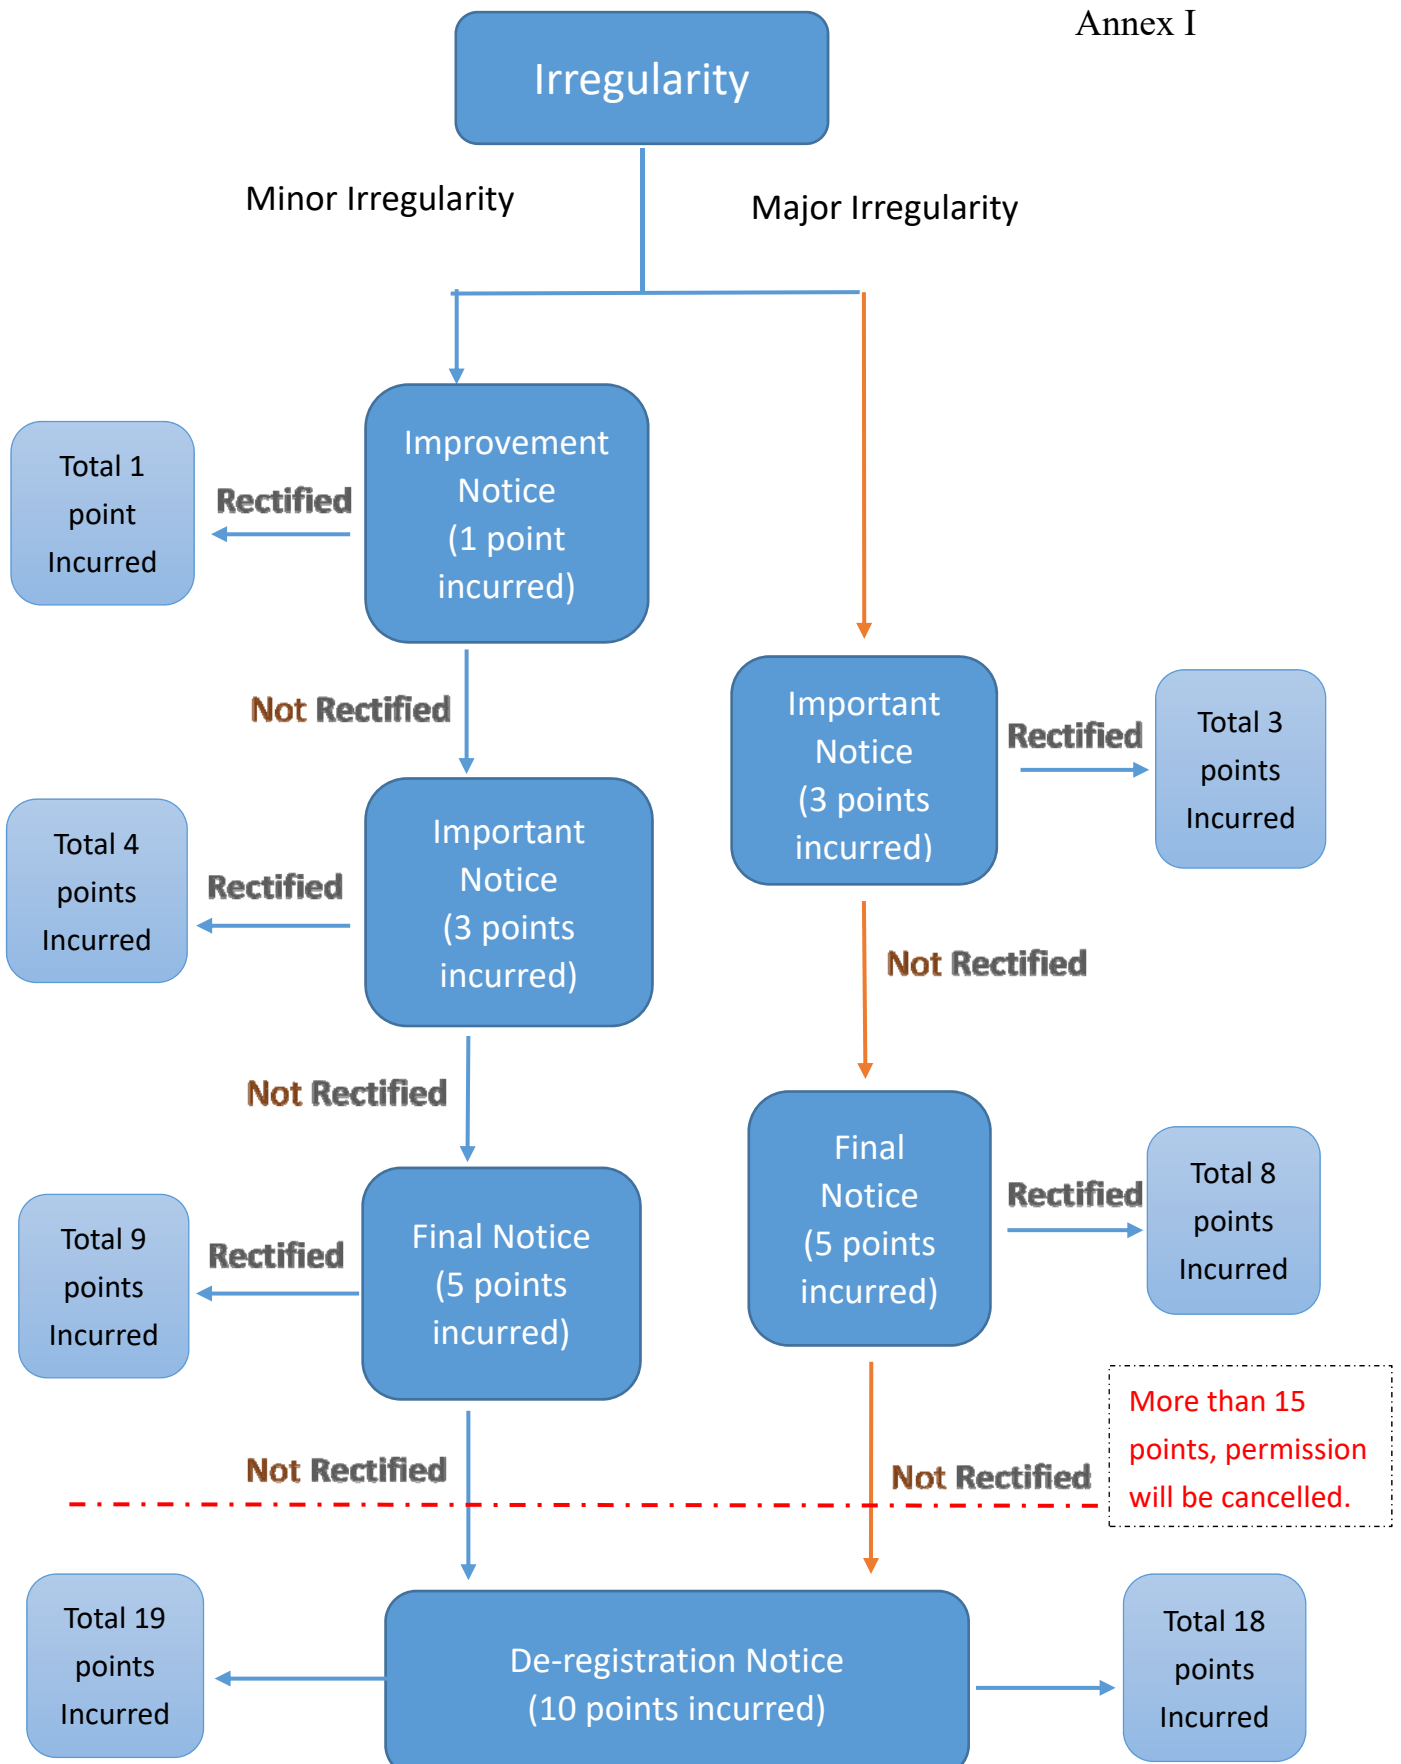 Annex I
Irregularity
Minor Irregularity
Major Irregularity
Improvement
Notice
(1 point
incurred)
Total 1
point
Incurred
Rectified
Not Rectified
Important
Notice
(3 points
incurred)
Rectified
Total 3
points
Incurred
Important
Notice
(3 points
incurred)
Total 4
points
Incurred
Rectified
Not Rectified
Not Rectified
Final
Notice
(5 points
incurred)
Rectified
Total 8
points
Incurred
Final Notice
(5 points
incurred)
Total 9
points
Incurred
Rectified
More than 15
points, permission
will be cancelled.
Not Rectified
Not Rectified
De-registration Notice
(10 points incurred)
Total 19
points
Incurred
Total 18
points
Incurred